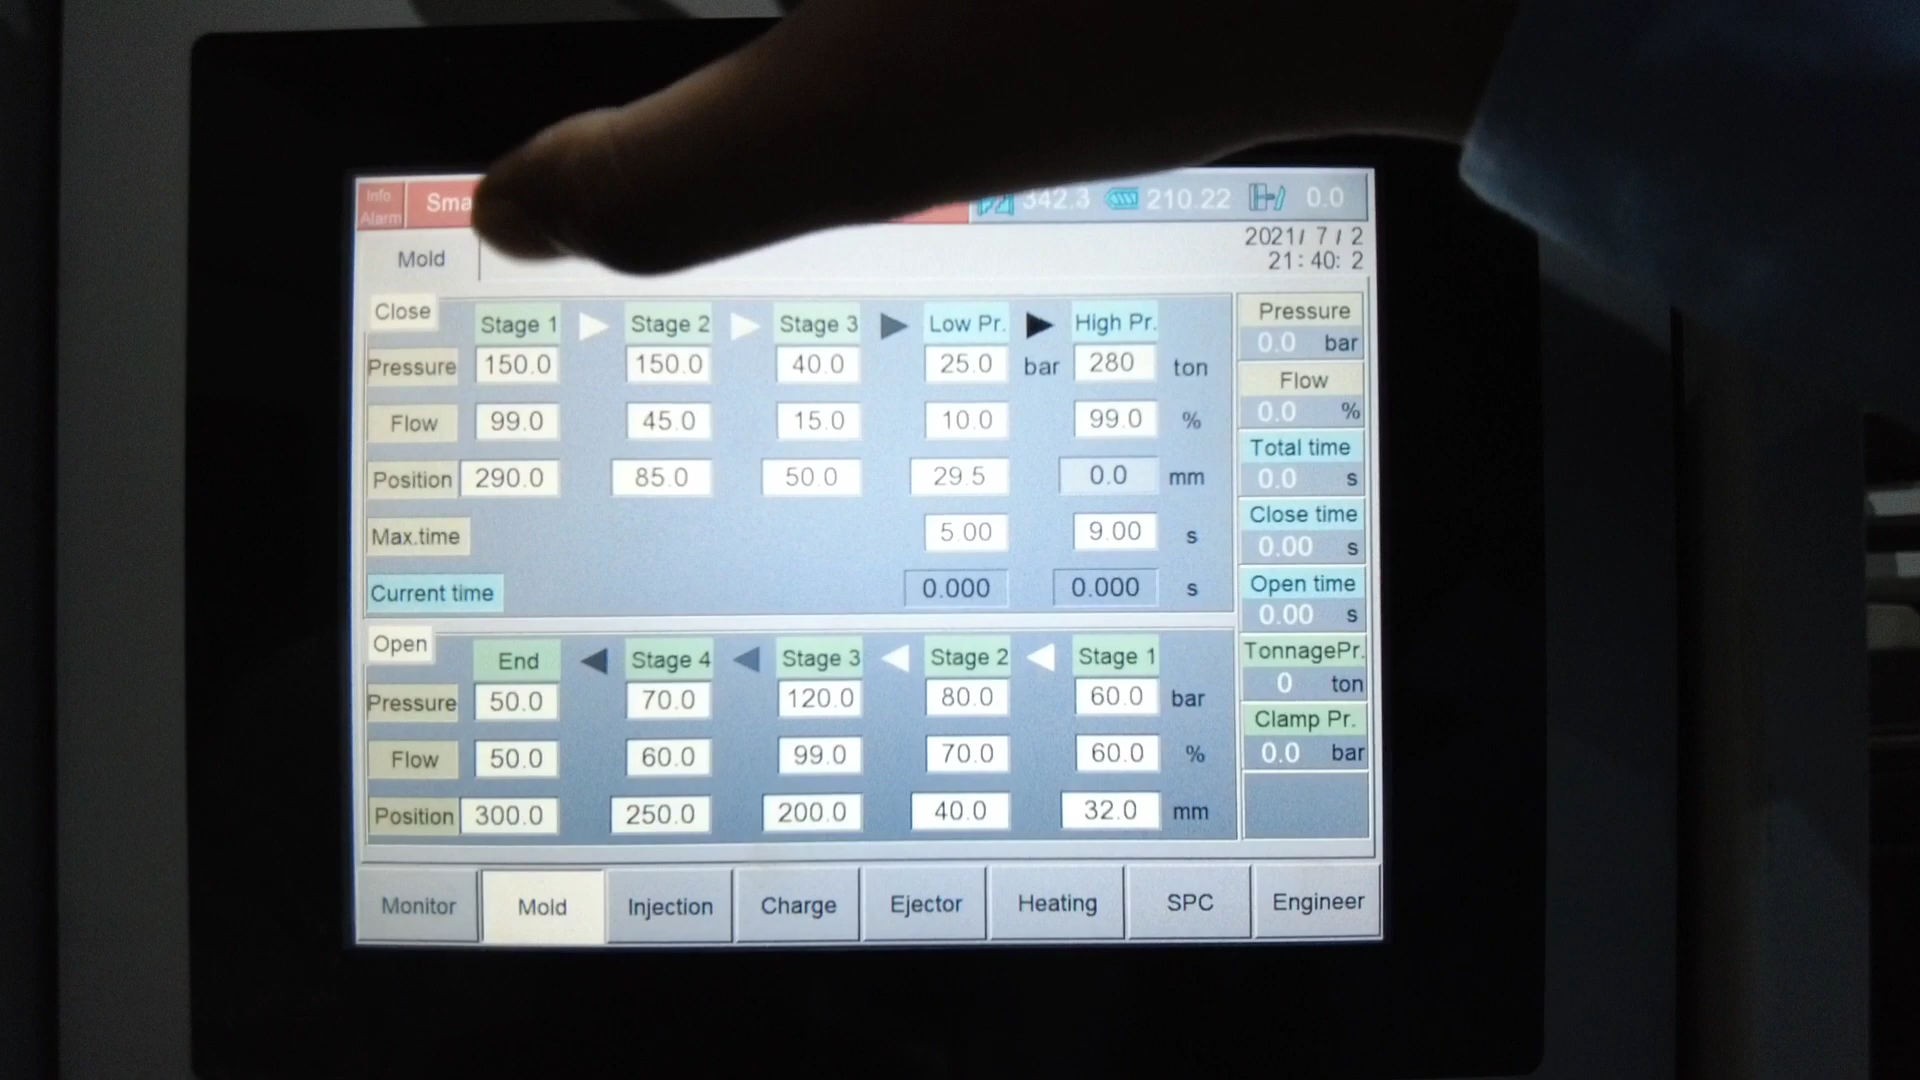 Info
Alarm
Sma
342.3 210.22 0.0
Mold
2021/ 7/ 2
21:40: 2
Close Stage 1 Stage 2 Stage 3 Low Pr. High Pr.
Pressure 150.0 150.0 40.0 25.0 bar 280 ton
Flow 99.0 45.0 15.0 10.0 99.0 %
Position 290.0 85.0 50.0 29.5 0.0 mm
Max.time 5.00 9.00 s
Current time 0.000 0.000 s
Open End Stage 4 Stage 3 Stage 2 Stage 1
Pressure 50.0 70.0 120.0 80.0 60.0 bar
Flow 50.0 60.0 99.0 70.0 60.0 %
Position 300.0 250.0 200.0 40.0 32.0 mm
Pressure
0.0 bar
Flow
0.0 %
Total time
0.0 s
Close time
0.00 s
Open time
0.00 s
TonnagePr.
0 ton
Clamp Pr.
0.0 bar
Monitor Mold Injection Charge Ejector Heating SPC Engineer